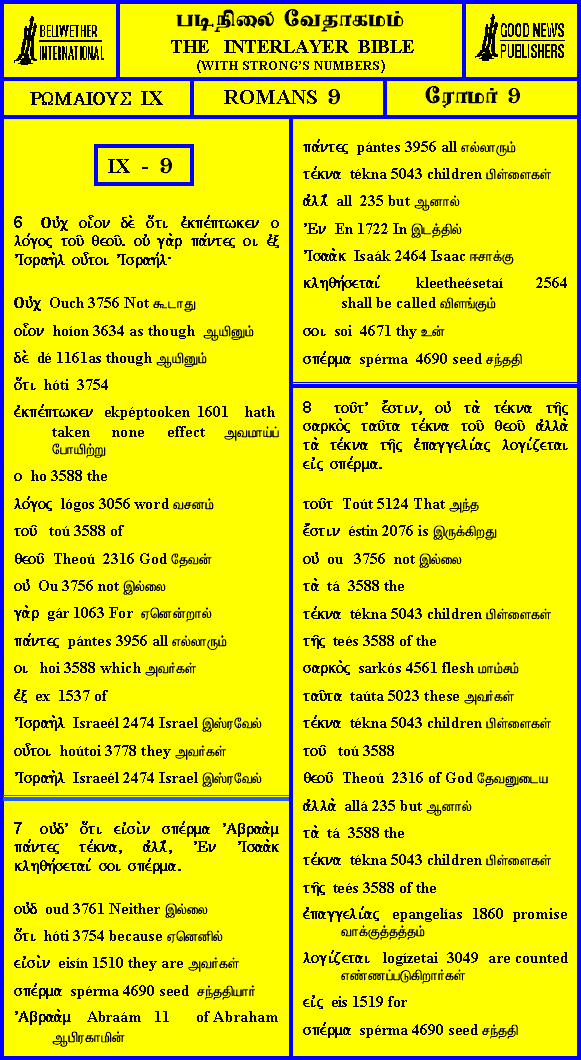 BELLWETHER
INTERNATIONAL
படிநிலை வேதாகமம்
THE INTERLAYER BIBLE
(WITH STRONG'S NUMBERS)
GOOD NEWS
PUBLISHERS
ΡΩΜΑΙΟΥΣ IX
ROMANS 9
ரோமர் 9
IX - 9
6 Οὐχ οἷον δὲ ὅτι ἐκπέπτωκεν ο
λόγος τοῦ θεοῦ. οὐ γὰρ πάντες οι ἐξ
Ἰσραὴλ οὗτοι Ἰσραήλ·
Οὐχ Ouch 3756 Not கூடாது
οἷον hoíon 3634 as though ஆயினும்
δὲ dé 1161as though ஆயினும்
ὅτι hóti 3754
ἐκπέπτωκεν ekpéptooken 1601 hath
taken none effect அவமாய்ப்
போயிற்று
ο ho 3588 the
λόγος lógos 3056 word வசனம்
τοῦ toú 3588 of
θεοῦ Theoú 2316 God தேவன்
οὐ Ou 3756 not இல்லை
γὰρ gár 1063 For ஏனென்றால்
πάντες pántes 3956 all எல்லாரும்
οι hoi 3588 which அவர்கள்
ἐξ ex 1537 of
Ἰσραὴλ Israeél 2474 Israel இஸ்ரவேல்
οὗτοι hoútoi 3778 they அவர்கள்
Ἰσραὴλ Israeél 2474 Israel இஸ்ரவேல்
7 οὐδ' ὅτι εἰσὶν σπέρμα Ἀβραὰμ
πάντες τέκνα, ἀλλ', Ἐν Ἰσαὰκ
κληθήσεταί σοι σπέρμα.
οὐδ oud 3761 Neither இல்லை
ὅτι hóti 3754 because ஏனெனில்
εἰσὶν eisín 1510 they are அவர்கள்
σπέρμα spérma 4690 seed சந்ததியார்
Ἀβραὰμ Abraám 11 of Abraham
ஆபிரகாமின்
πάντες pántes 3956 all எல்லாரும்
τέκνα tékna 5043 children பிள்ளைகள்
ἀλλ' all 235 but ஆனால்
Ἐν En 1722 In இடத்தில்
Ἰσαὰκ Isaák 2464 Isaac ஈசாக்கு
κληθήσεταί kleetheésetaí 2564
shall be called விளங்கும்
σοι soi 4671 thy உன்
σπέρμα spérma 4690 seed சந்ததி
8 τοῦτ' ἔστιν, οὐ τὰ τέκνα τῆς
σαρκὸς ταῦτα τέκνα τοῦ θεοῦ ἀλλὰ
τὰ τέκνα τῆς ἐπαγγελίας λογίζεται
εἰς σπέρμα.
τοῦτ Toút 5124 That அந்த
ἔστιν éstin 2076 is இருக்கிறது
οὐ ou 3756 not இல்லை
τὰ tá 3588 the
τέκνα tékna 5043 children பிள்ளைகள்
τῆς teés 3588 of the
σαρκὸς sarkós 4561 flesh மாம்சம்
ταῦτα taúta 5023 these அவர்கள்
τέκνα tékna 5043 children பிள்ளைகள்
τοῦ toú 3588
θεοῦ Theoú 2316 of God தேவனுடைய
ἀλλὰ allá 235 but ஆனால்
τὰ tá 3588 the
τέκνα tékna 5043 children பிள்ளைகள்
τῆς teés 3588 of the
ἐπαγγελίας epangelías 1860 promise
வாக்குத்தத்தம்
λογίζεται logízetai 3049 are counted
எண்ணப்படுகிறார்கள்
εἰς eis 1519 for
σπέρμα spérma 4690 seed சந்ததி